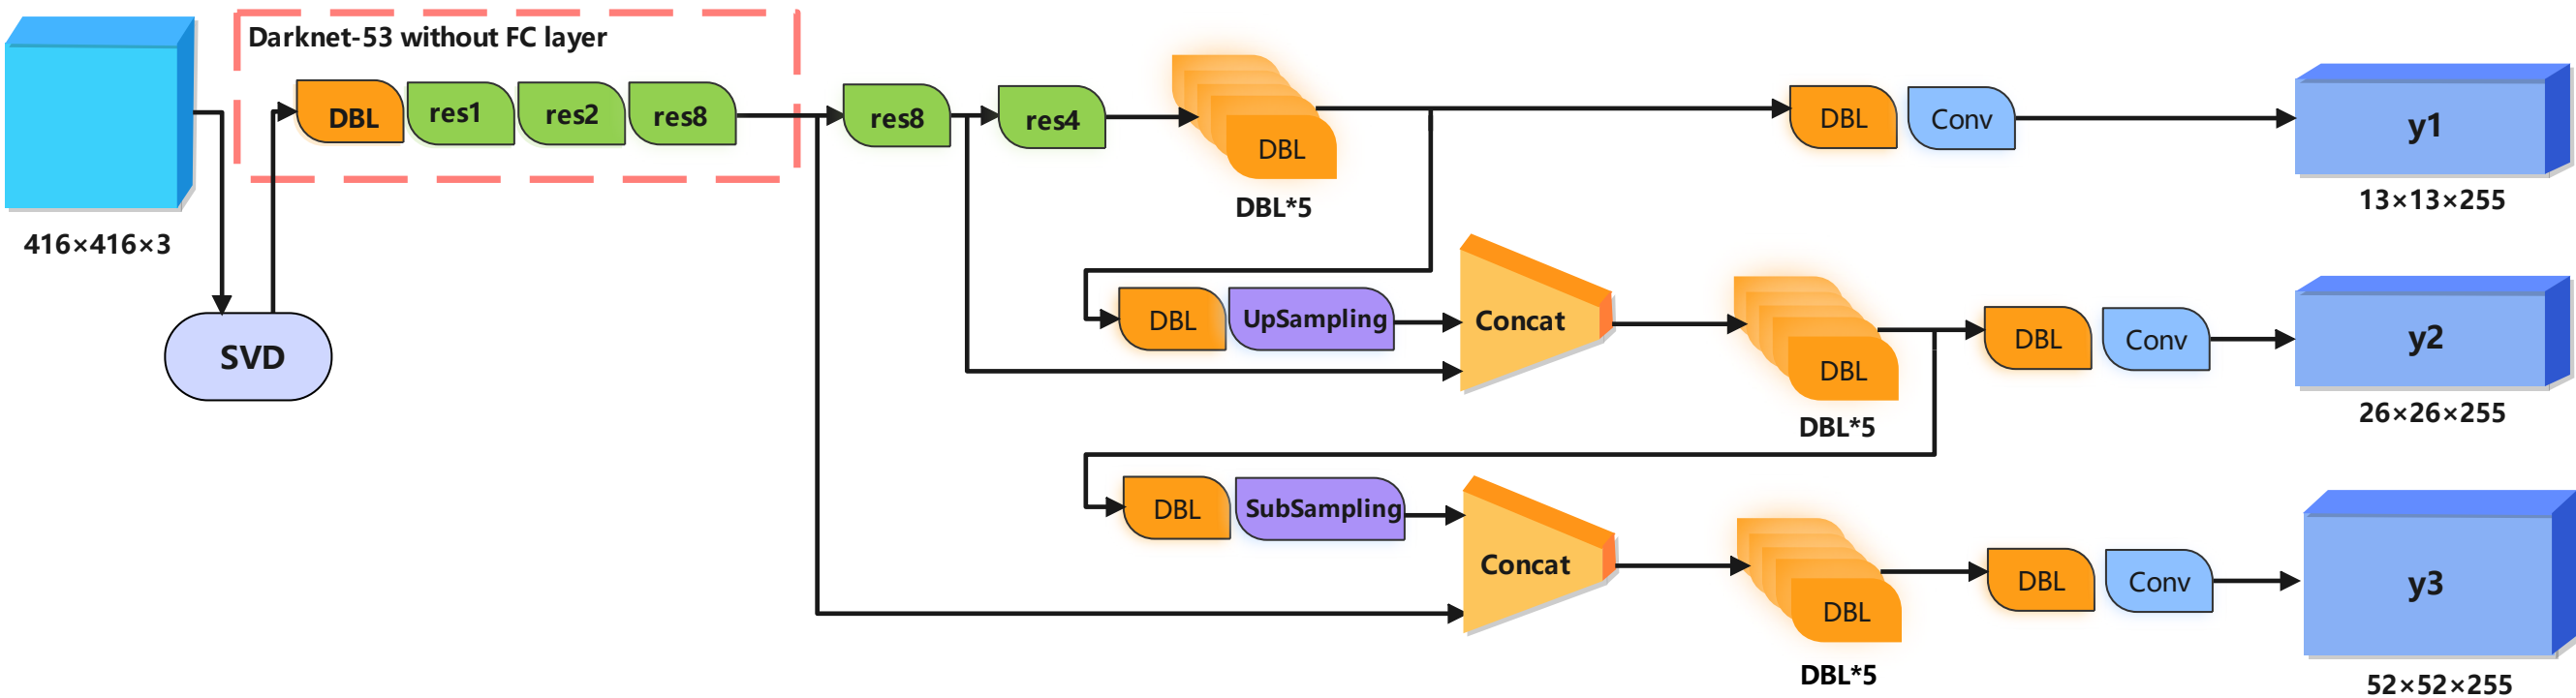 Darknet-53 without FC layer
DBL
res1
res2
res8
res8
res4
DBL
DBL*5
DBL
Conv
y1
13×13×255
416×416×3
SVD
DBL
UpSampling
Concat
DBL
DBL*5
DBL
Conv
y2
26×26×255
DBL
SubSampling
Concat
DBL
DBL*5
DBL
Conv
y3
52×52×255